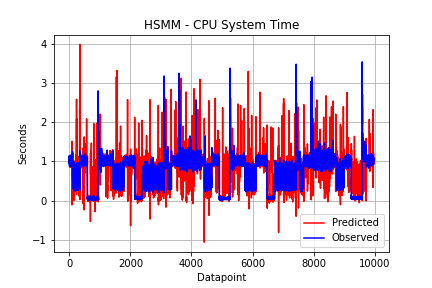 HSMM - CPU System Time
4
3
2
1
0
−1
Seconds
0
2000
4000
6000
8000
10000
Datapoint
Predicted
Observed